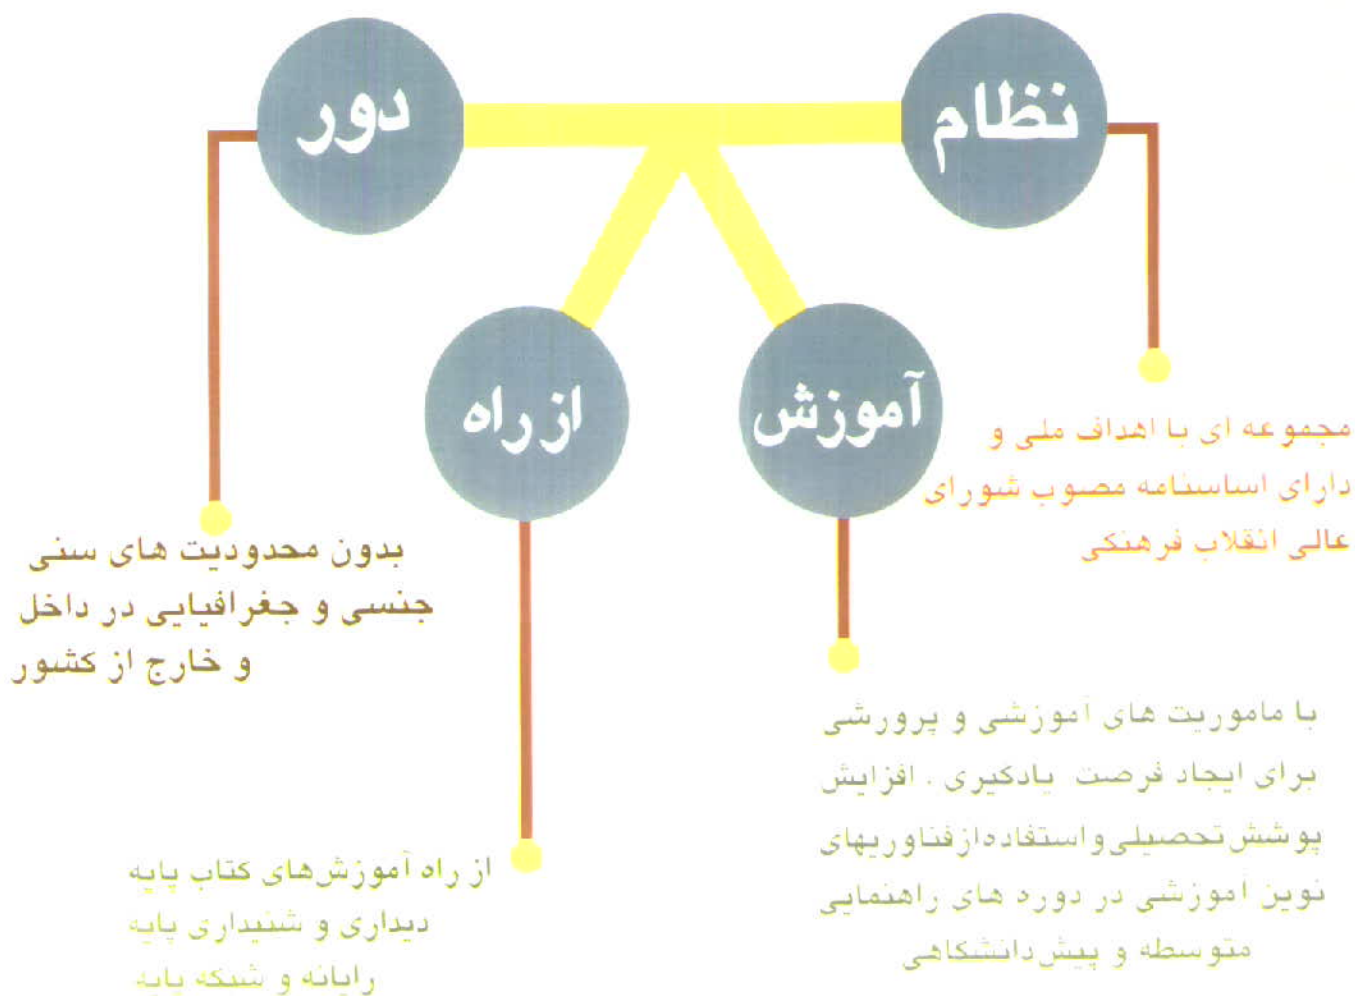 نظام
آموزش
از راه
دور
مجموعه ای با اهداف ملی و
دارای اساسنامه مصوب شورای
عالی انقلاب فرهنگی
با ماموریت های آموزشی و پرورشی
برای ایجاد فرصت یادگیری . افزایش
پوشش تحصیلی و استفاده از فناوریهای
نوین آموزشی در دوره های راهنمایی
متوسطه و پیش دانشگاهی
از راه آموزش‌های کتاب پایه
دیداری و شنیداری پایه
رایانه و شبکه پایه
بدون محدودیت های سنی
جنسی و جغرافیایی در داخل
و خارج از کشور